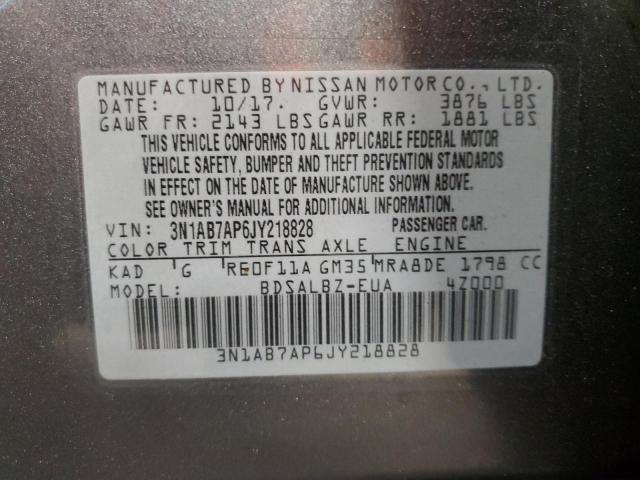 MANUFACTURED BY NISSAN MOTOR CO., LTD.
DATE: 10/17. GVWR: 3876 LBS
GAWR FR: 2143 LBS GAWR RR: 1881 LBS
THIS VEHICLE CONFORMS TO ALL APPLICABLE FEDERAL MOTOR
VEHICLE SAFETY, BUMPER AND THEFT PREVENTION STANDARDS
IN EFFECT ON THE DATE OF MANUFACTURE SHOWN ABOVE.
SEE OWNER'S MANUAL FOR ADDITIONAL INFORMATION.
VIN: 3N1AB7AP6JY218828 PASSENGER CAR.
COLOR TRIM TRANS AXLE ENGINE
KAD G RE0F11A GM35 MRA8DE 1798 CC
MODEL: BDSALBZ-EUA 4Z000
3N1AB7AP6JY218828